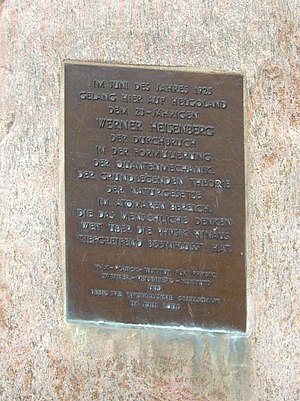 IM JUNI DES JAHRES 1925
GELANG HIER AUF HELGOLAND
DEM 23-JÄHRIGEN
WERNER HEISENBERG
DER DURCHBRUCH
IN DER FORMULIERUNG
DER QUANTENMECHANIK,
DER GRUNDLEGENDEN THEORIE
DER NATURGESETZE
IM ATOMAREN BEREICH,
DIE DAS MENSCHLICHE DENKEN
WEIT ÜBER DIE PHYSIK HINAUS
TIEFGREIFEND BEEINFLUSST HAT.
MAX-PLANCK-INSTITUT FÜR PHYSIK
WERNER-HEISENBERG-INSTITUT
UND
DEUTSCHE PHYSIKALISCHE GESELLSCHAFT
IM JUNI 2000